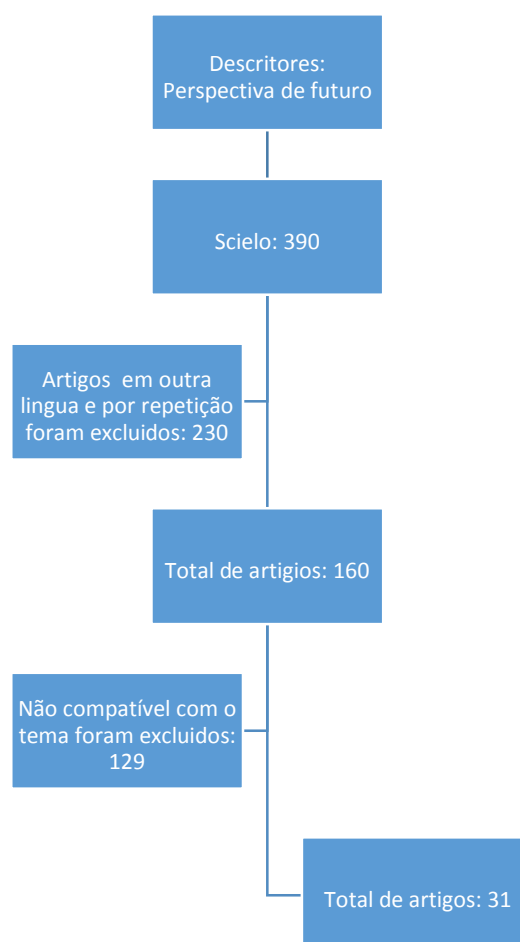 Descritores:
Perspectiva de futuro
Scielo: 390
Artigos em outra
lingua e por repetição
foram excluidos: 230
Total de artigios: 160
Não compatível com o
tema foram excluidos:
129
Total de artigos: 31